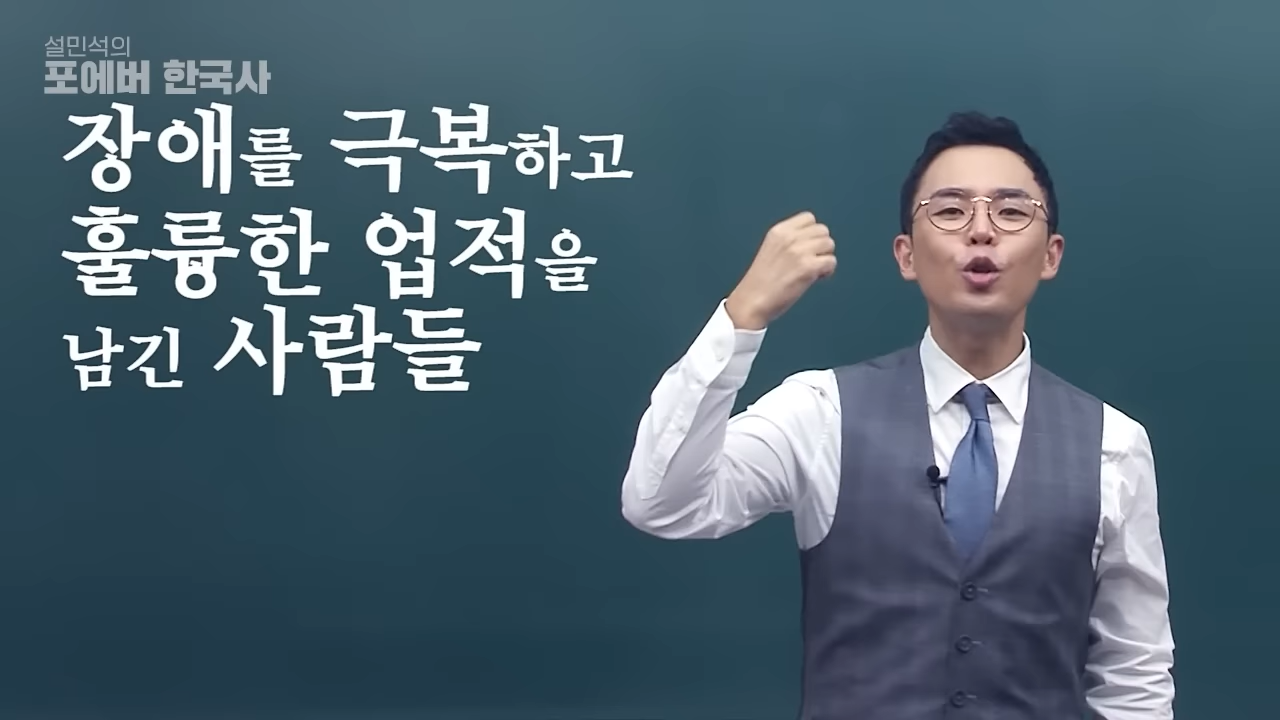 설민석의
포에버 한국사
장애를 극복하고
훌륭한 업적을
남긴 사람들